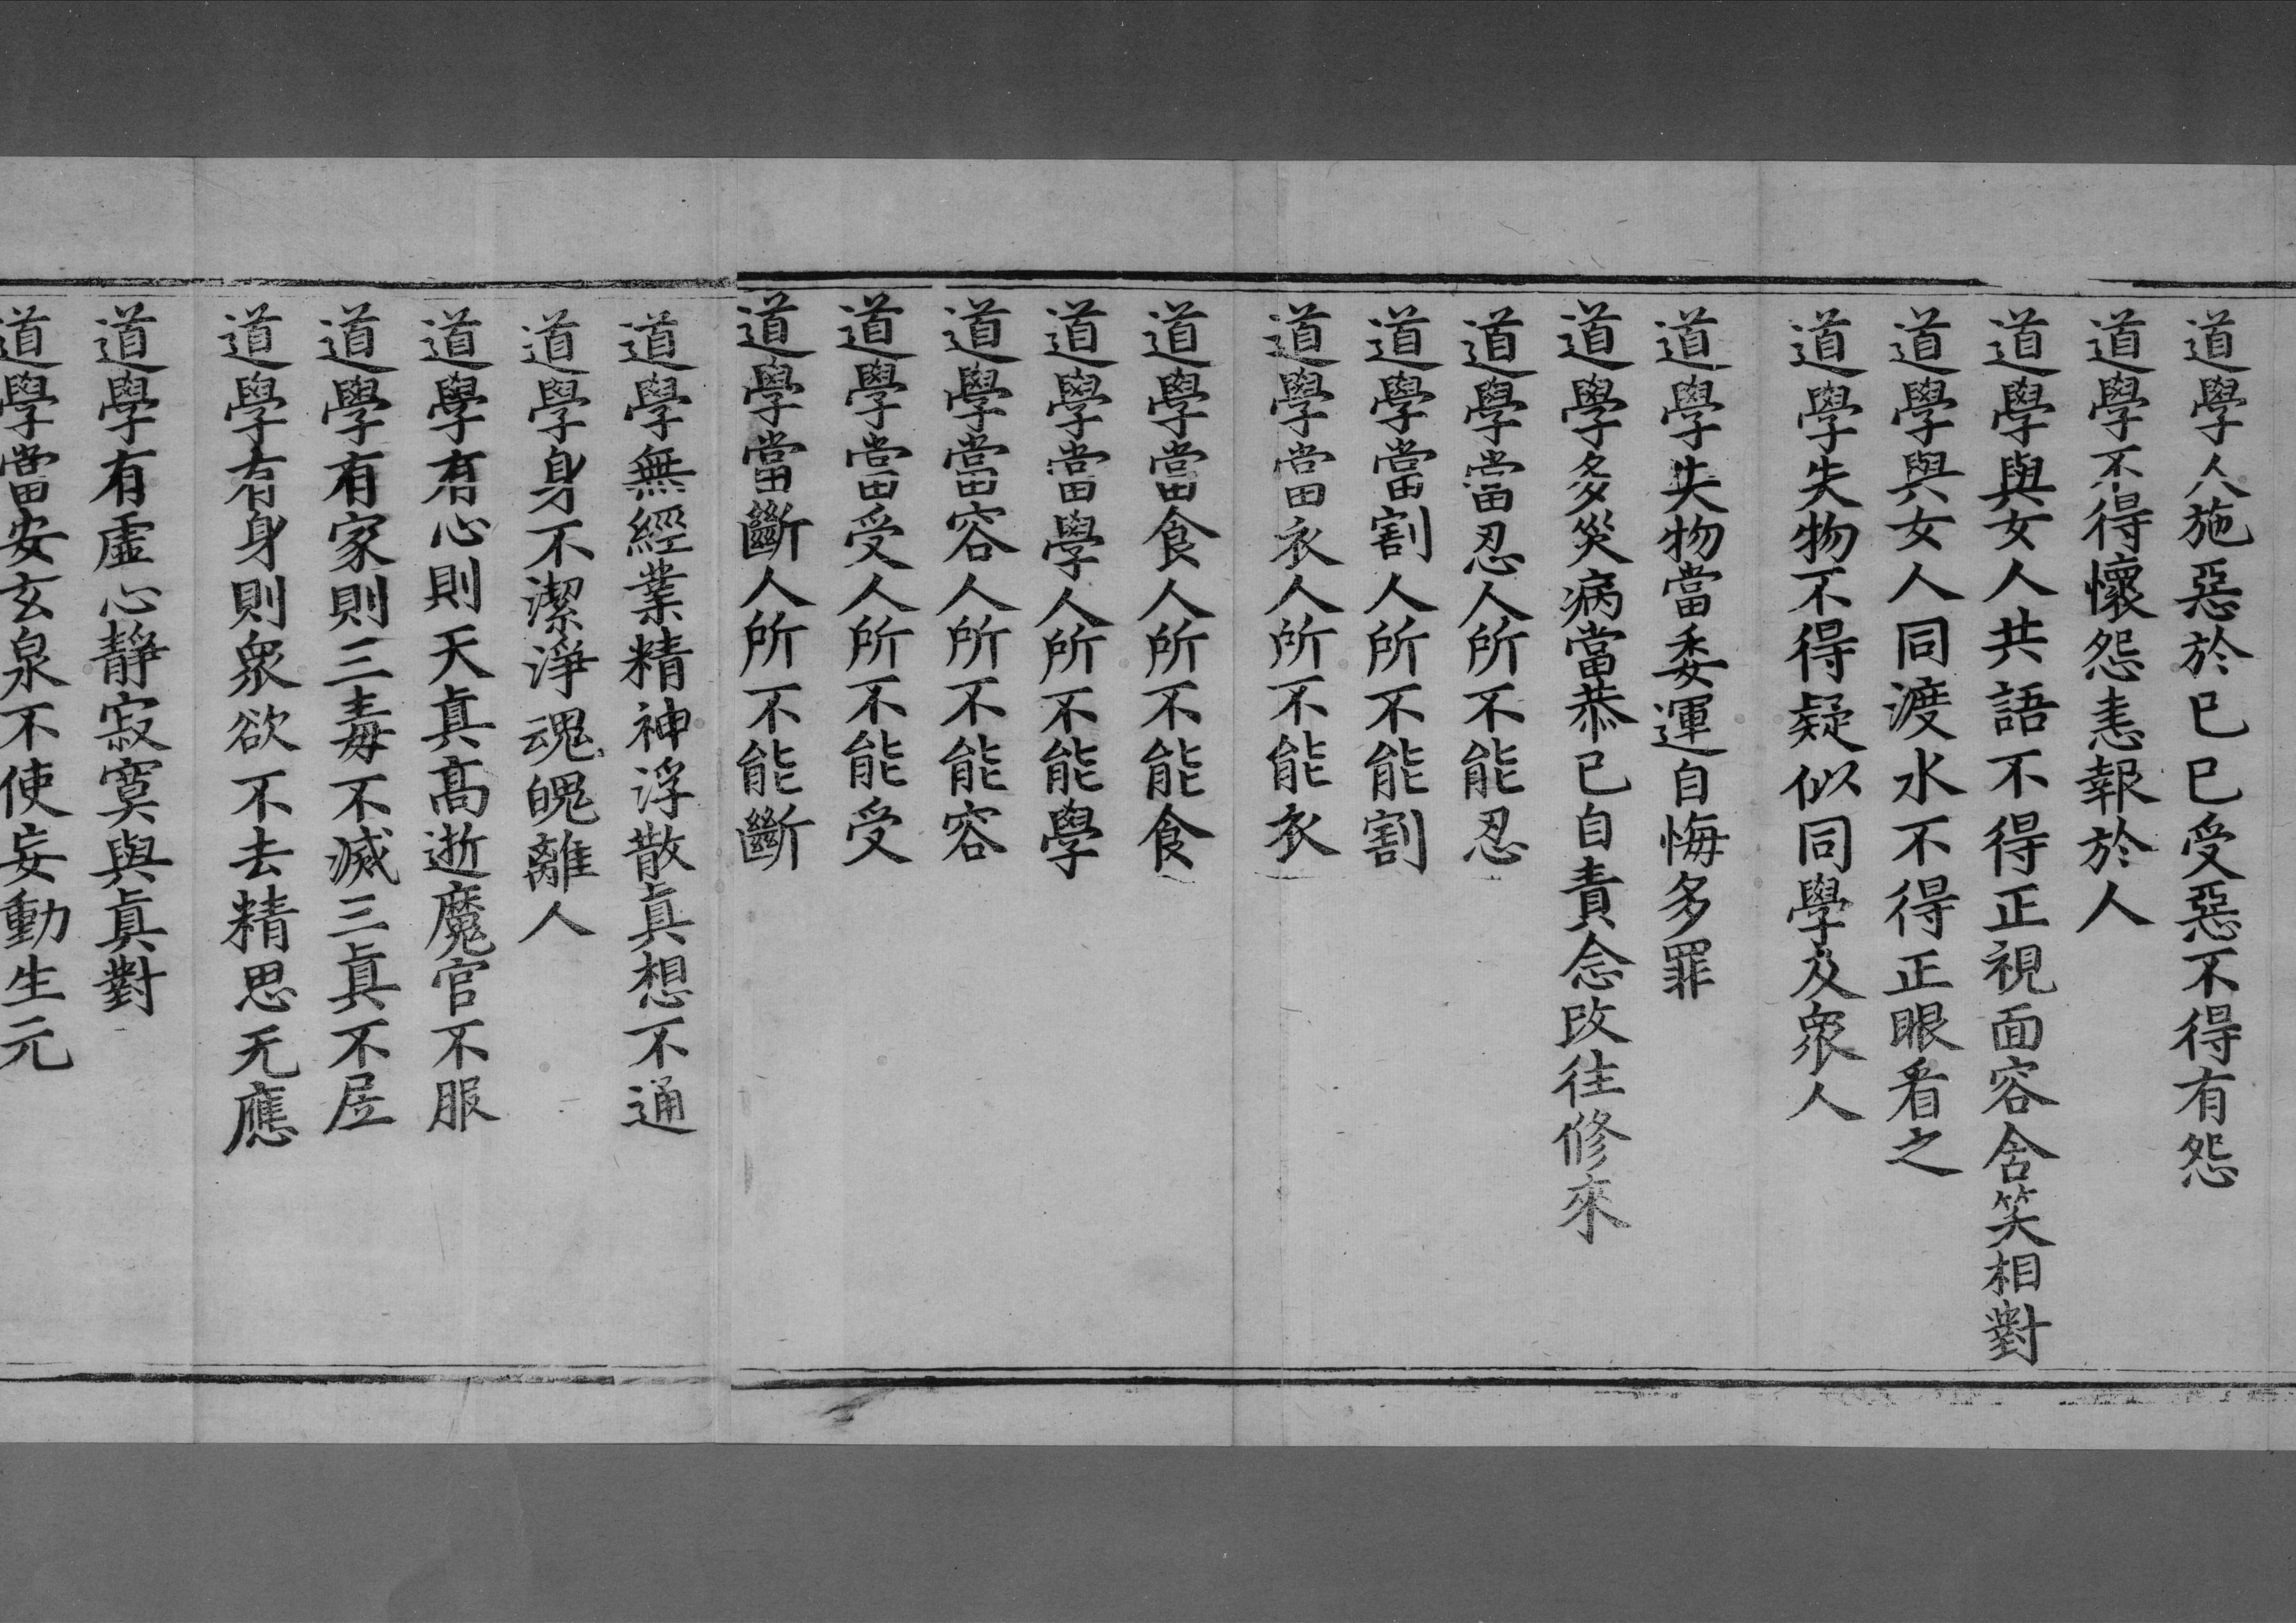 道學人施惡於已已受惡不得有怨
道學不得懷怨恚報於人
道學與女人共語不得正視面容含笑相對
道學與女人同渡水不得正眼看之
道學失物不得疑似同學及衆人
道學失物當委運自悔多罪
道學多災病當恭已自責念改往修來
道學當忍人所不能忍
道學當割人所不能割
道學當衣人所不能衣
道學當食人所不能食
道學當學人所不能學
道學當容人所不能容
道學當受人所不能受
道學當斷人所不能斷
道學無經業精神浮散真想不通
道學身不潔淨魂魄離人
道學有心則天真高逝魔官不服
道學有家則三毒不滅三真不居
道學有身則衆欲不去精思无應
道學有虛心靜寂寞與真對
道學當安玄泉不使妄動生元